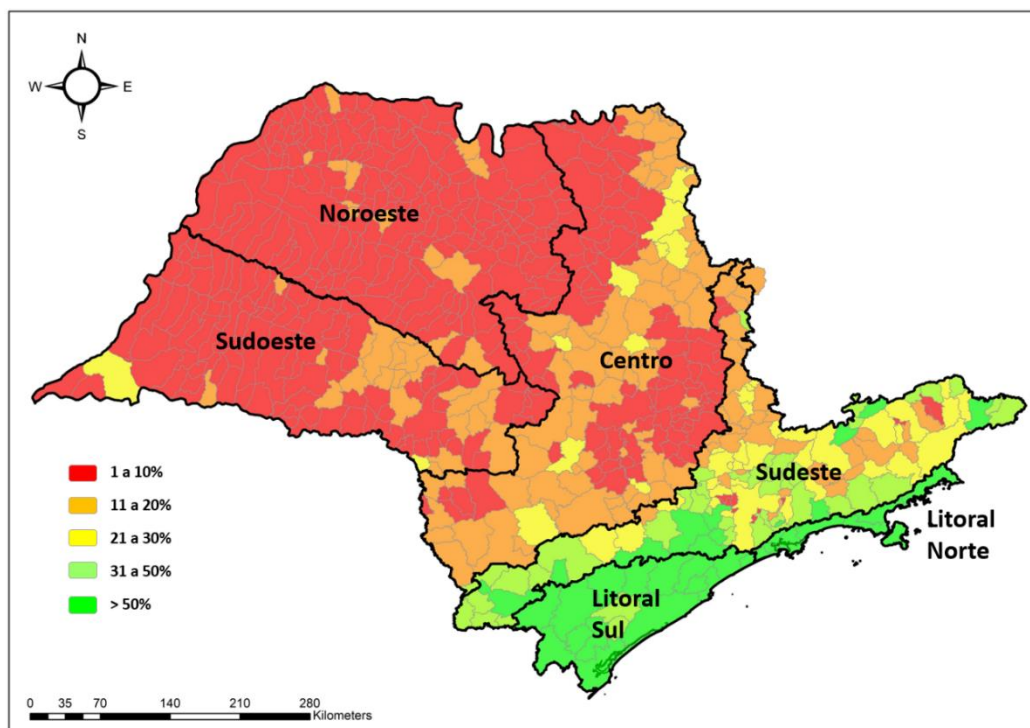 N
W E
S
Noroeste
Sudoeste
Centro
Sudeste
Litoral
Norte
Litoral
Sul
1 a 10%
11 a 20%
21 a 30%
31 a 50%
> 50%
0 35 70 140 210 280
Kilometers